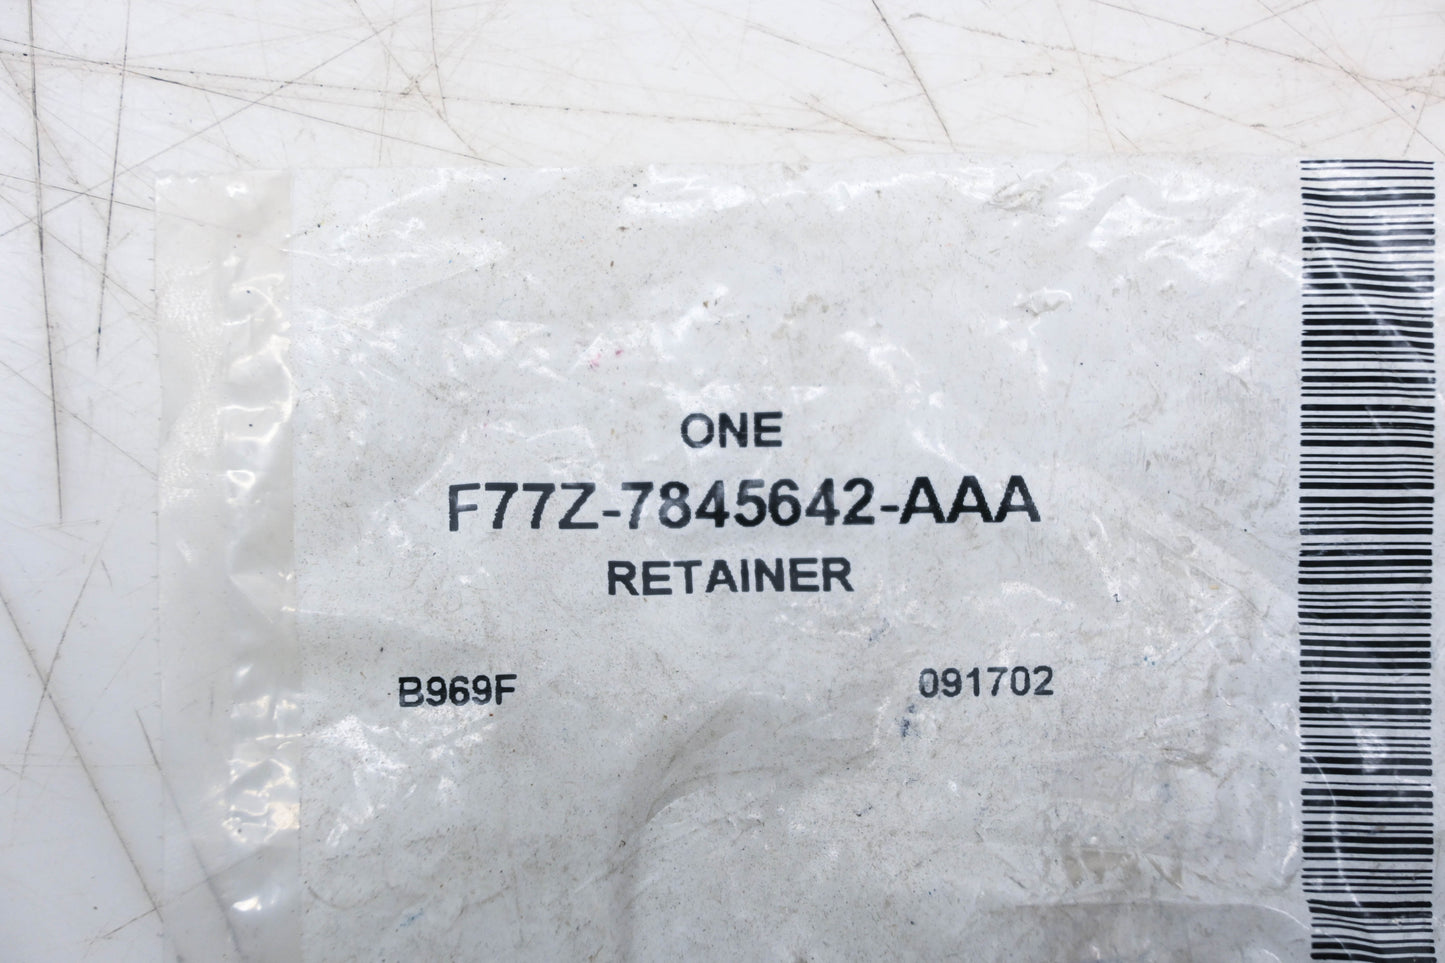 ONE
F77Z-7845642-AAA
RETAINER
B969F 091702